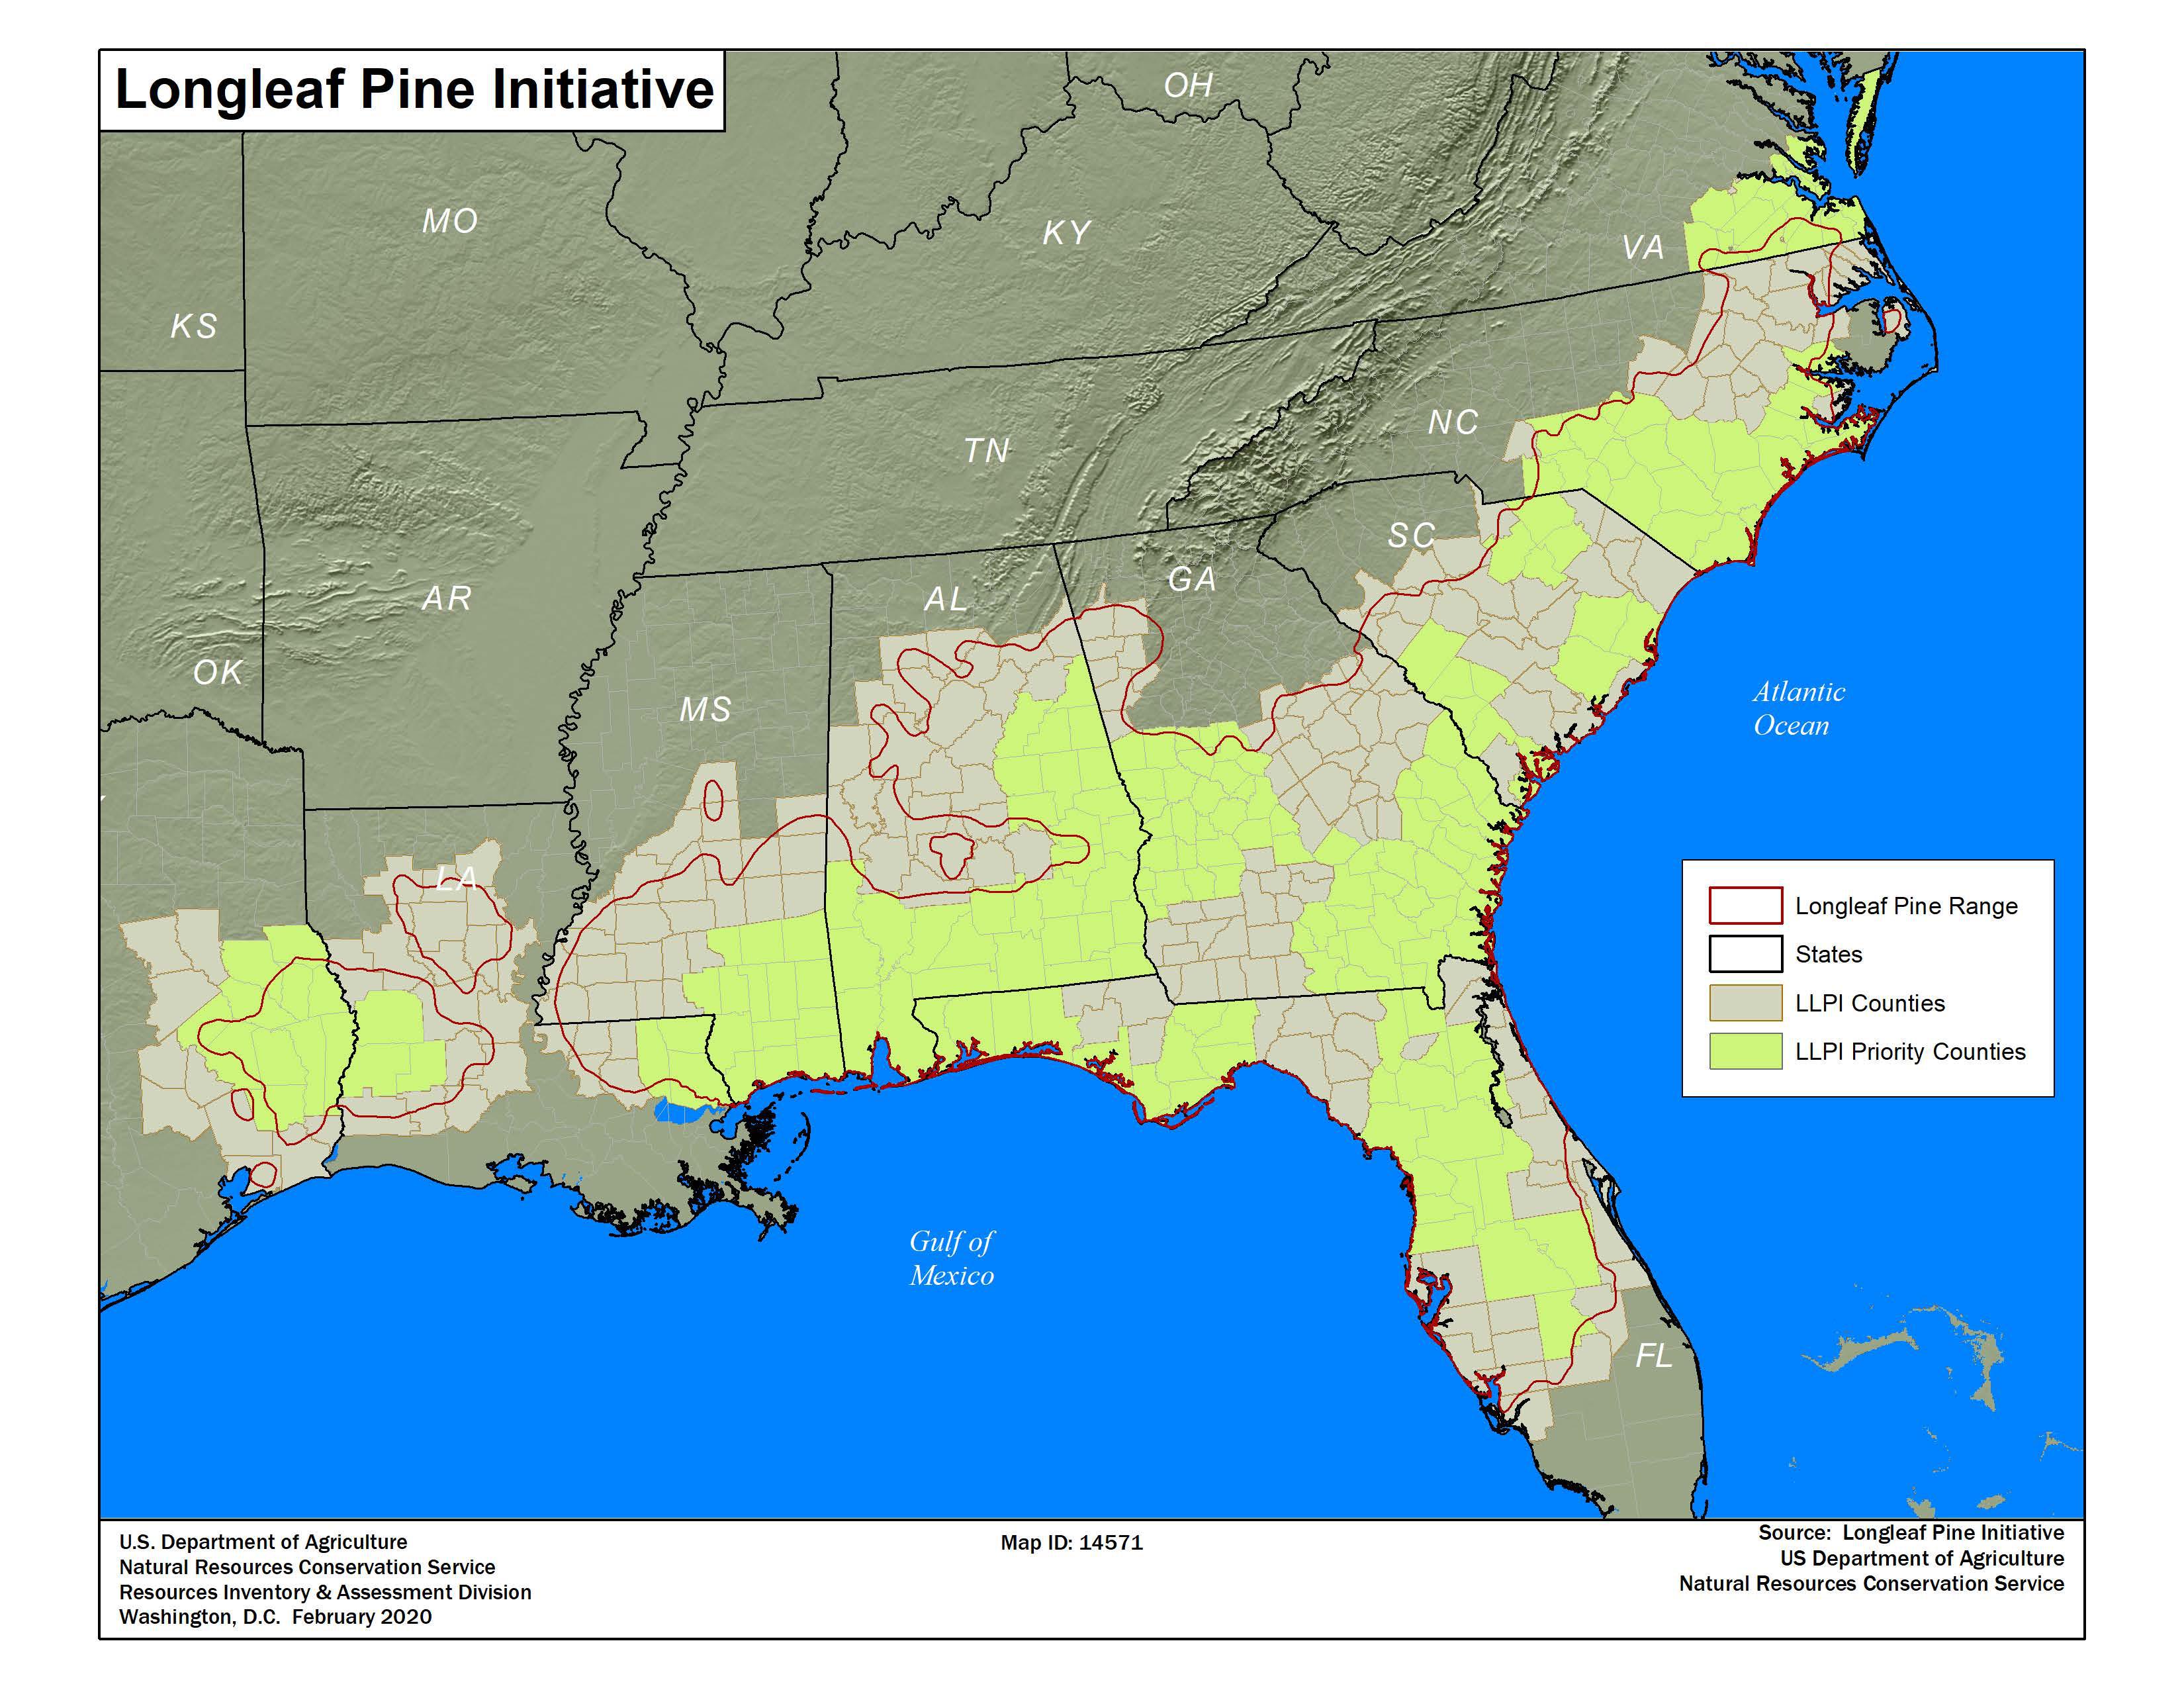 Longleaf Pine Initiative
OH
MO
KY
VA
KS
NC
TN
SC
GA
AR
AL
OK
MS
Atlantic
Ocean
LA
Longleaf Pine Range
States
LLPI Counties
LLPI Priority Counties
Gulf of
Mexico
FL
U.S. Department of Agriculture
Natural Resources Conservation Service
Resources Inventory & Assessment Division
Washington, D.C. February 2020
Map ID: 14571
Source: Longleaf Pine Initiative
US Department of Agriculture
Natural Resources Conservation Service